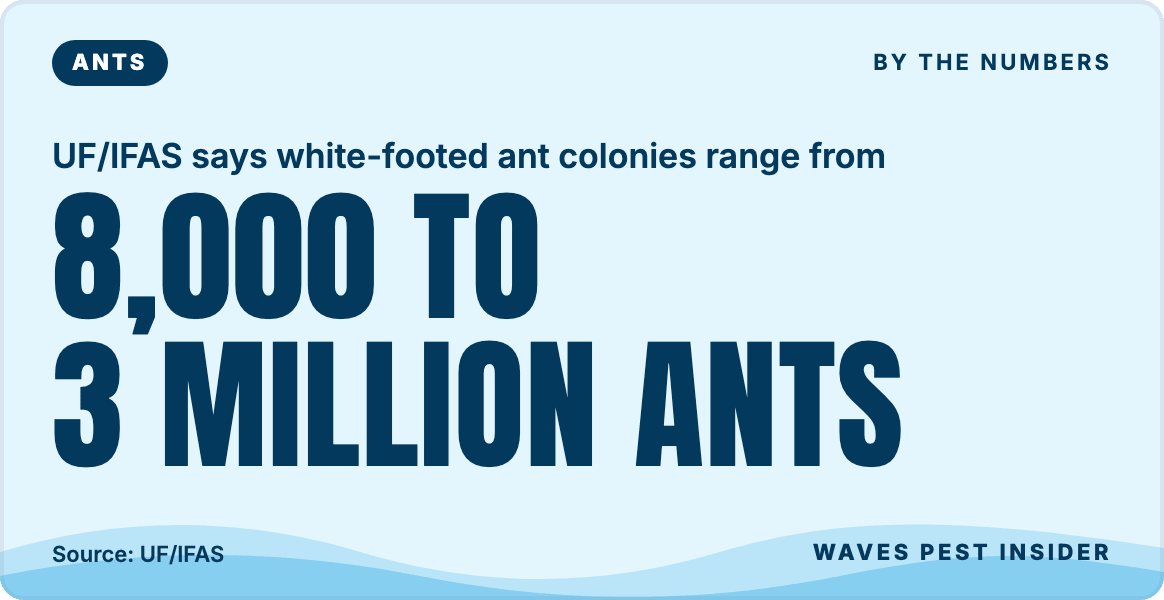 ANTS
BY THE NUMBERS
UF/IFAS says white-footed ant colonies range from
8,000 TO
3 MILLION ANTS
Source: UF/IFAS
WAVES PEST INSIDER